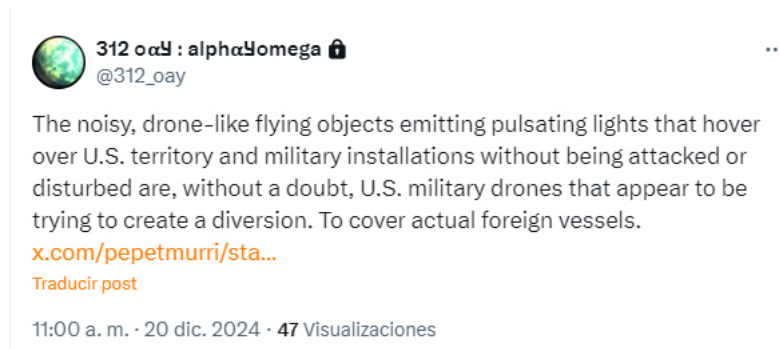 312 oαY : alphαYomega
@312_oay
The noisy, drone-like flying objects emitting pulsating lights that hover
over U.S. territory and military installations without being attacked or
disturbed are, without a doubt, U.S. military drones that appear to be
trying to create a diversion. To cover actual foreign vessels.
x.com/pepetmurri/sta...
Traducir post
11:00 a. m. · 20 dic. 2024 · 47 Visualizaciones